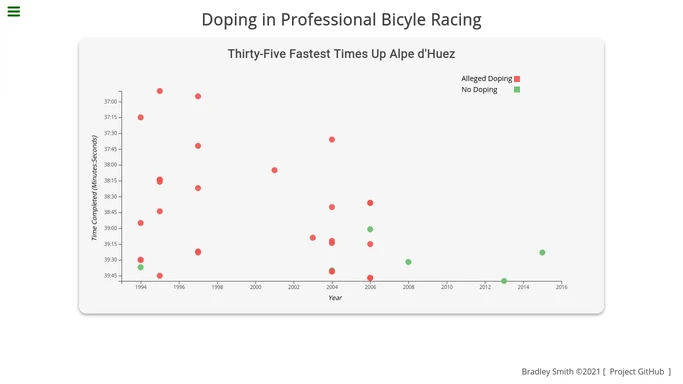 Doping in Professional Bicyle Racing
Thirty-Five Fastest Times Up Alpe d'Huez
Alleged Doping
No Doping
37:00
37:15
37:30
37:45
38:00
38:15
38:30
38:45
39:00
39:15
39:30
39:45
Time Completed (Minutes:Seconds)
1994 1996 1998 2000 2002 2004 2006 2008 2010 2012 2014 2016
Year
Bradley Smith ©2021 [ Project GitHub ]